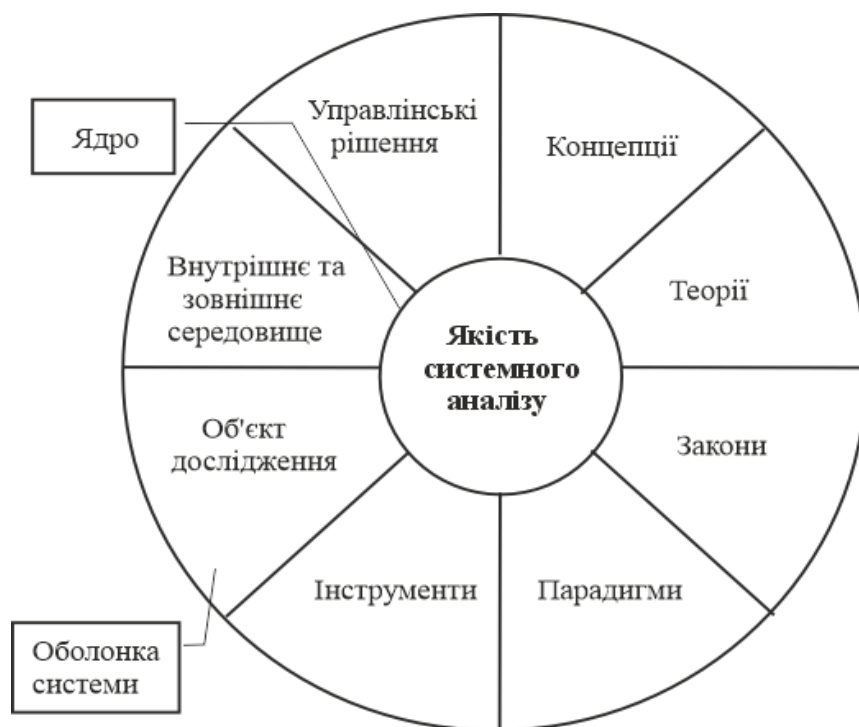 Ядро
Управлінські
рішення
Концепції
Внутрішнє та
зовнішнє
середовище
Теорії
Якість
системного
аналізу
Об'єкт
дослідження
Закони
Інструменти
Парадигми
Оболонка
системи